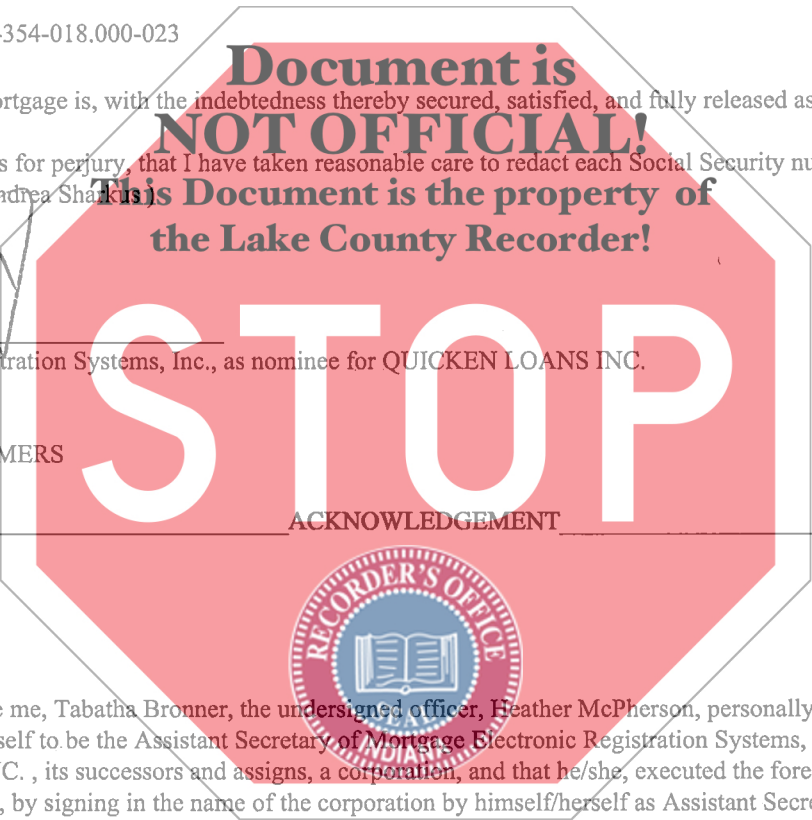 -354-018.000-023
Document is
ortgage is, with the indebtedness thereby secured, satisfied, and fully released as
NOT OFFICIAL!
s for perjury, that I have taken reasonable care to redact each Social Security nu
ndrea Sharkus )
This Document is the property of
the Lake County Recorder!
STOP
tration Systems, Inc., as nominee for QUICKEN LOANS INC.
MERS
ACKNOWLEDGEMENT
RECORDER'S OFFICE
SEAL
INDIANA
e me, Tabatha Bronner, the undersigned officer, Heather McPherson, personally
self to be the Assistant Secretary of Mortgage Electronic Registration Systems,
C. , its successors and assigns, a corporation, and that he/she, executed the fore
, by signing in the name of the corporation by himself/herself as Assistant Secre